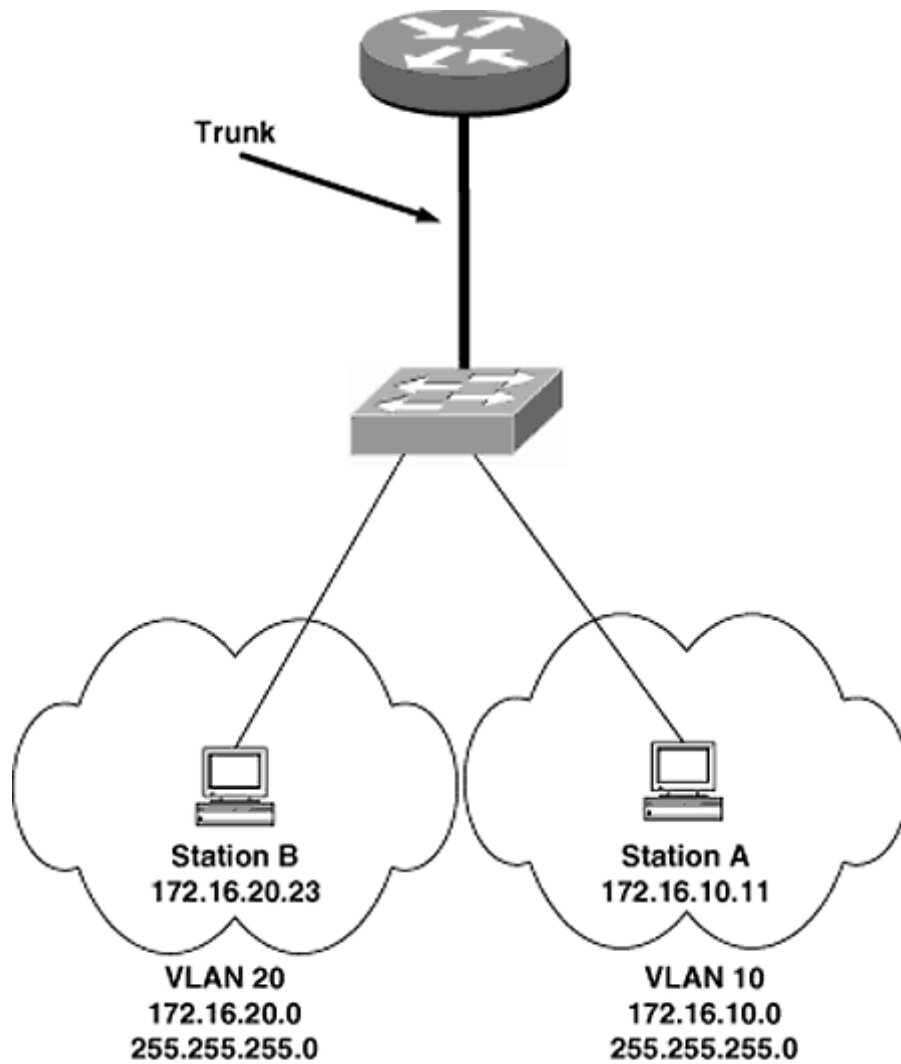 Trunk
Station B
172.16.20.23
VLAN 20
172.16.20.0
255.255.255.0
Station A
172.16.10.11
VLAN 10
172.16.10.0
255.255.255.0